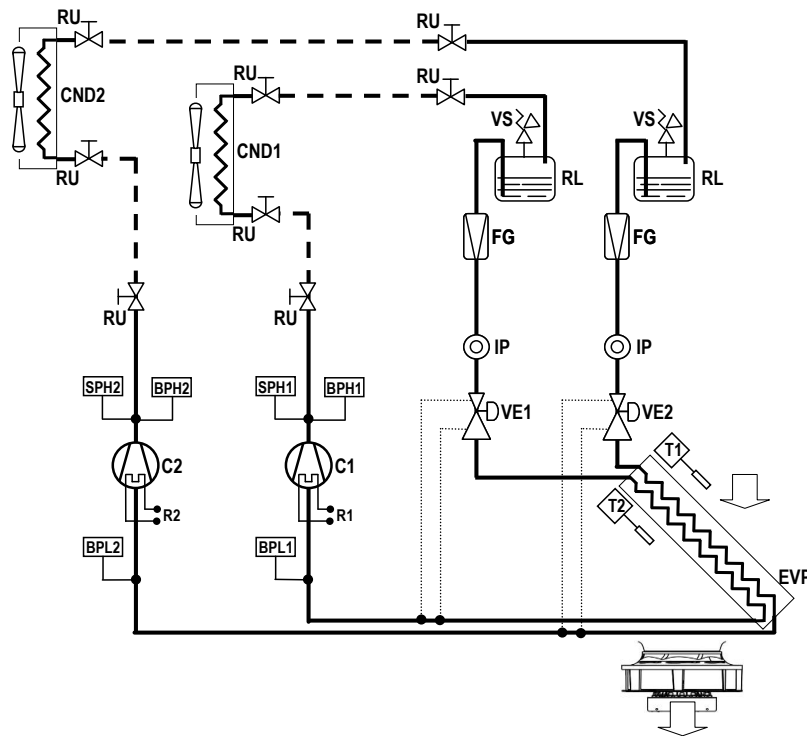 RU
RU
RU
RU
CND2
VS
VS
CND1
RL
RL
RU
RU
FG
FG
RU
RU
IP
IP
SPH2
BPH2
SPH1
BPH1
VE1
VE2
T1
C2
C1
T2
R2
R1
BPL2
BPL1
EVP